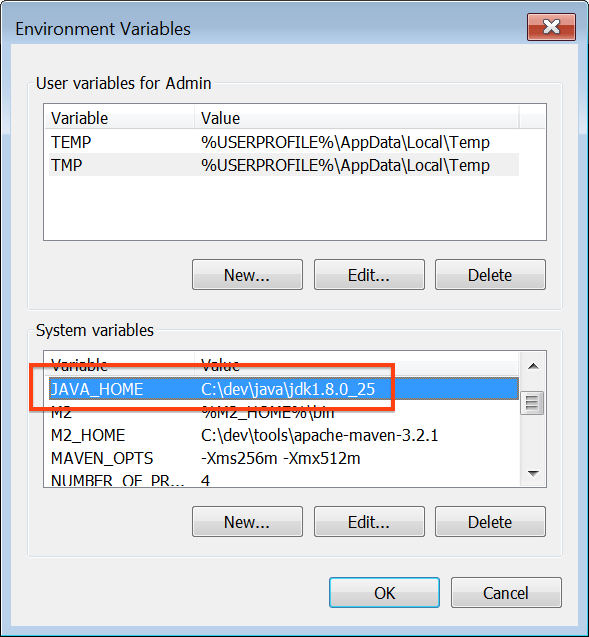 Environment Variables
User variables for Admin
Variable Value
TEMP %USERPROFILE%\AppData\Local\Temp
TMP %USERPROFILE%\AppData\Local\Temp
New... Edit... Delete
System variables
Variable Value
JAVA_HOME C:\dev\java\jdk1.8.0_25
M2 %M2_HOME%\bin
M2_HOME C:\dev\tools\apache-maven-3.2.1
MAVEN_OPTS -Xms256m -Xmx512m
NUMBER_OF_PR... 4
New... Edit... Delete
OK Cancel